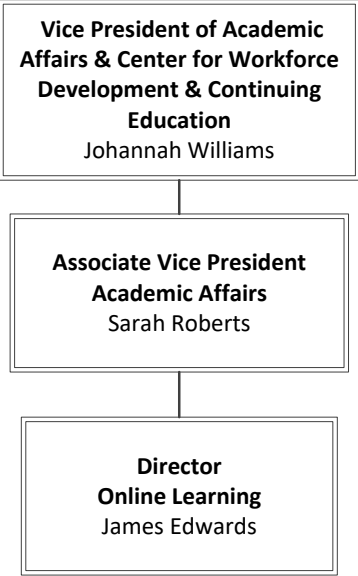 Vice President of Academic
Affairs & Center for Workforce
Development & Continuing
Education
Johannah Williams
Associate Vice President
Academic Affairs
Sarah Roberts
Director
Online Learning
James Edwards